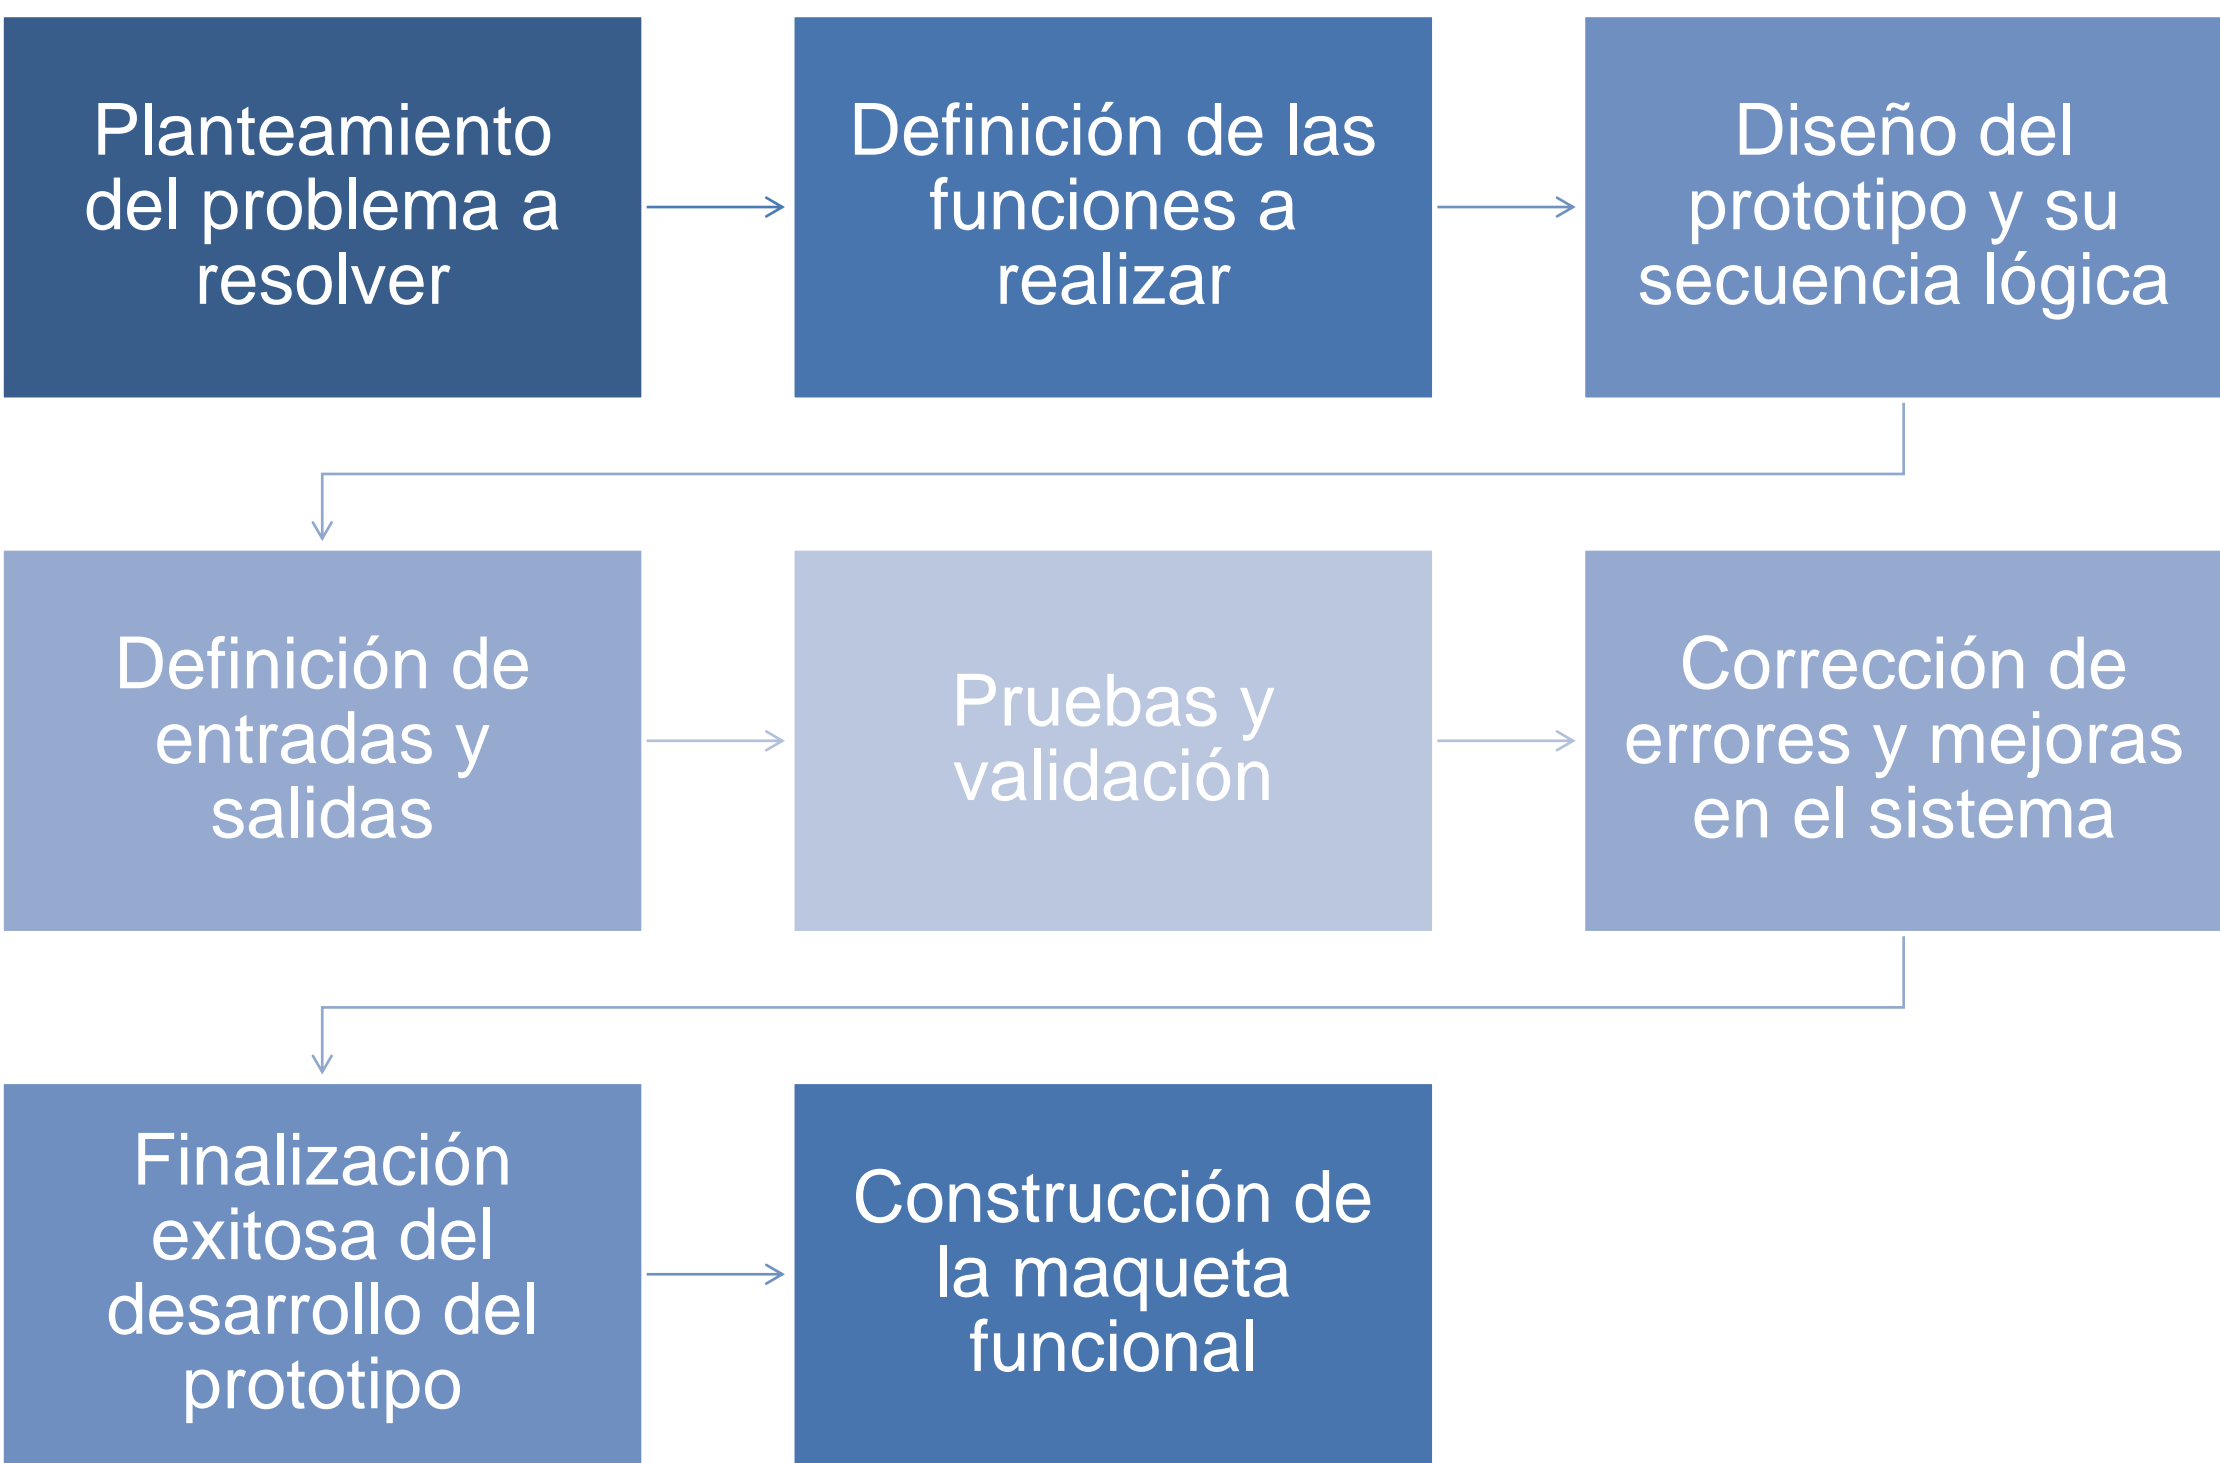 Planteamiento
del problema a
resolver
Definición de las
funciones a
realizar
Diseño del
prototipo y su
secuencia lógica
Definición de
entradas y
salidas
Pruebas y
validación
Corrección de
errores y mejoras
en el sistema
Finalización
exitosa del
desarrollo del
prototipo
Construcción de
la maqueta
funcional